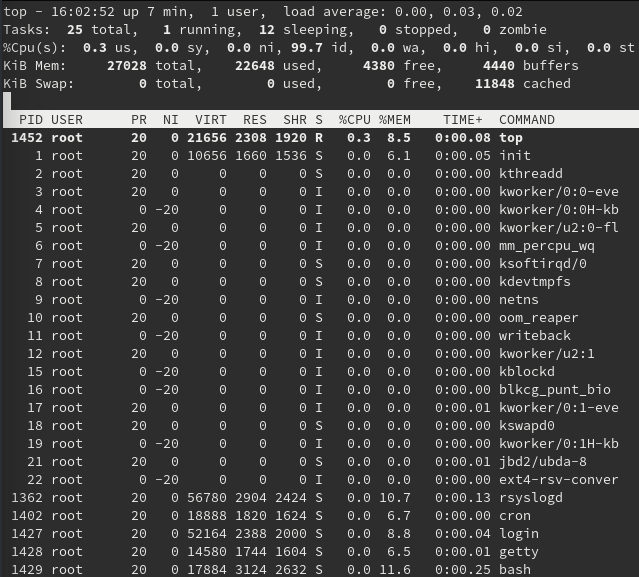 top - 16:02:52 up 7 min,  1 user,  load average: 0.00, 0.03, 0.02
Tasks:  25 total,   1 running,  12 sleeping,   0 stopped,   0 zombie
%Cpu(s):  0.3 us,  0.0 sy,  0.0 ni, 99.7 id,  0.0 wa,  0.0 hi,  0.0 si,  0.0 st
KiB Mem:     27028 total,    22648 used,     4380 free,     4440 buffers
KiB Swap:        0 total,        0 used,        0 free,    11848 cached
PID USER      PR  NI  VIRT  RES  SHR S  %CPU %MEM    TIME+  COMMAND
1452 root      20   0 21656 2308 1920 R   0.3  8.5   0:00.08 top
1 root      20   0 10656 1660 1536 S   0.0  6.1   0:00.05 init
2 root      20   0     0    0    0 S   0.0  0.0   0:00.00 kthreadd
3 root      20   0     0    0    0 I   0.0  0.0   0:00.00 kworker/0:0-eve
4 root       0 -20     0    0    0 I   0.0  0.0   0:00.00 kworker/0:0H-kb
5 root      20   0     0    0    0 I   0.0  0.0   0:00.00 kworker/u2:0-fl
6 root       0 -20     0    0    0 I   0.0  0.0   0:00.00 mm_percpu_wq
7 root      20   0     0    0    0 S   0.0  0.0   0:00.00 ksoftirqd/0
8 root      20   0     0    0    0 S   0.0  0.0   0:00.00 kdevtmpfs
9 root       0 -20     0    0    0 I   0.0  0.0   0:00.00 netns
10 root      20   0     0    0    0 S   0.0  0.0   0:00.00 oom_reaper
11 root       0 -20     0    0    0 I   0.0  0.0   0:00.00 writeback
12 root      20   0     0    0    0 I   0.0  0.0   0:00.00 kworker/u2:1
15 root       0 -20     0    0    0 I   0.0  0.0   0:00.00 kblockd
16 root       0 -20     0    0    0 I   0.0  0.0   0:00.00 blkcg_punt_bio
17 root      20   0     0    0    0 I   0.0  0.0   0:00.01 kworker/0:1-eve
18 root      20   0     0    0    0 S   0.0  0.0   0:00.00 kswapd0
19 root       0 -20     0    0    0 I   0.0  0.0   0:00.00 kworker/0:1H-kb
21 root      20   0     0    0    0 S   0.0  0.0   0:00.01 jbd2/ubda-8
22 root       0 -20     0    0    0 I   0.0  0.0   0:00.00 ext4-rsv-conver
1362 root      20   0 56780 2904 2424 S   0.0 10.7   0:00.13 rsyslogd
1402 root      20   0 18888 1820 1624 S   0.0  6.7   0:00.00 cron
1427 root      20   0 52164 2388 2000 S   0.0  8.8   0:00.04 login
1428 root      20   0 14580 1744 1604 S   0.0  6.5   0:00.01 getty
1429 root      20   0 17884 3124 2632 S   0.0 11.6   0:00.25 bash